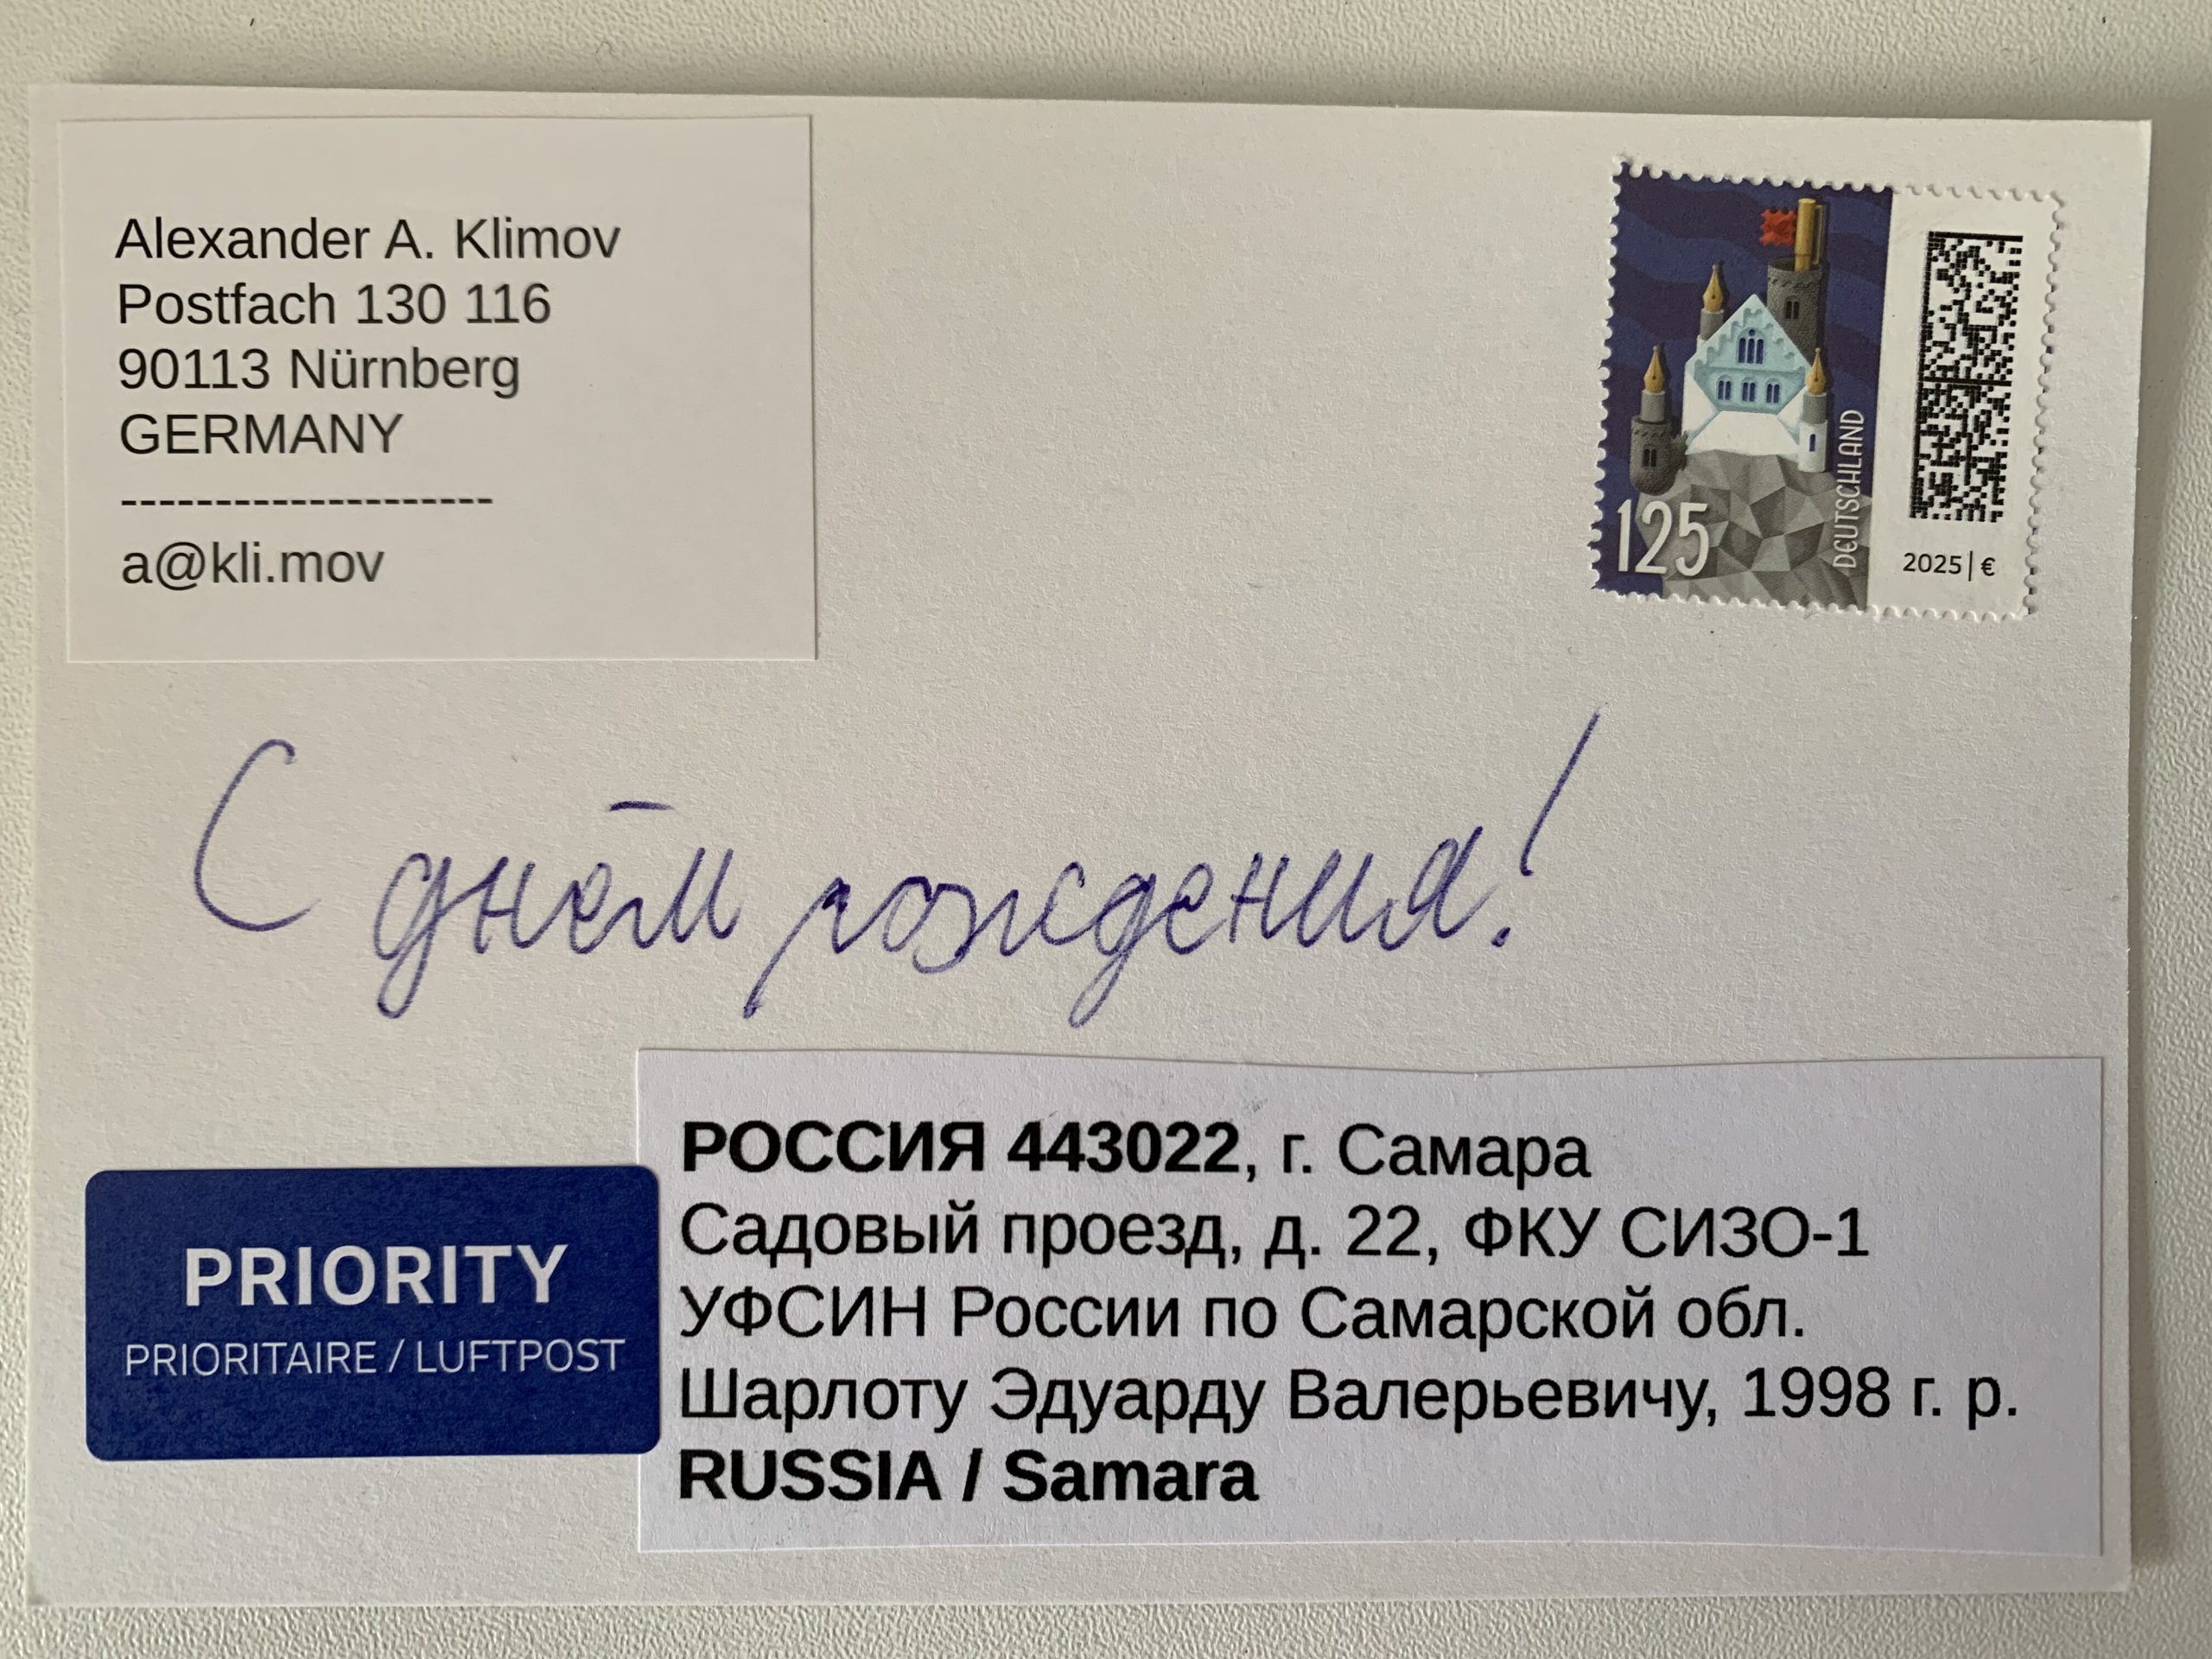 Alexander A. Klimov
Postfach 130 116
90113 Nürnberg
GERMANY
--------------------
a@kli.mov
125
DEUTSCHLAND
2025|€
С днём рождения!
PRIORITY
PRIORITAIRE / LUFTPOST
РОССИЯ 443022, г. Самара
Садовый проезд, д. 22, ФКУ СИЗО-1
УФСИН России по Самарской обл.
Шарлоту Эдуарду Валерьевичу, 1998 г. р.
RUSSIA / Samara